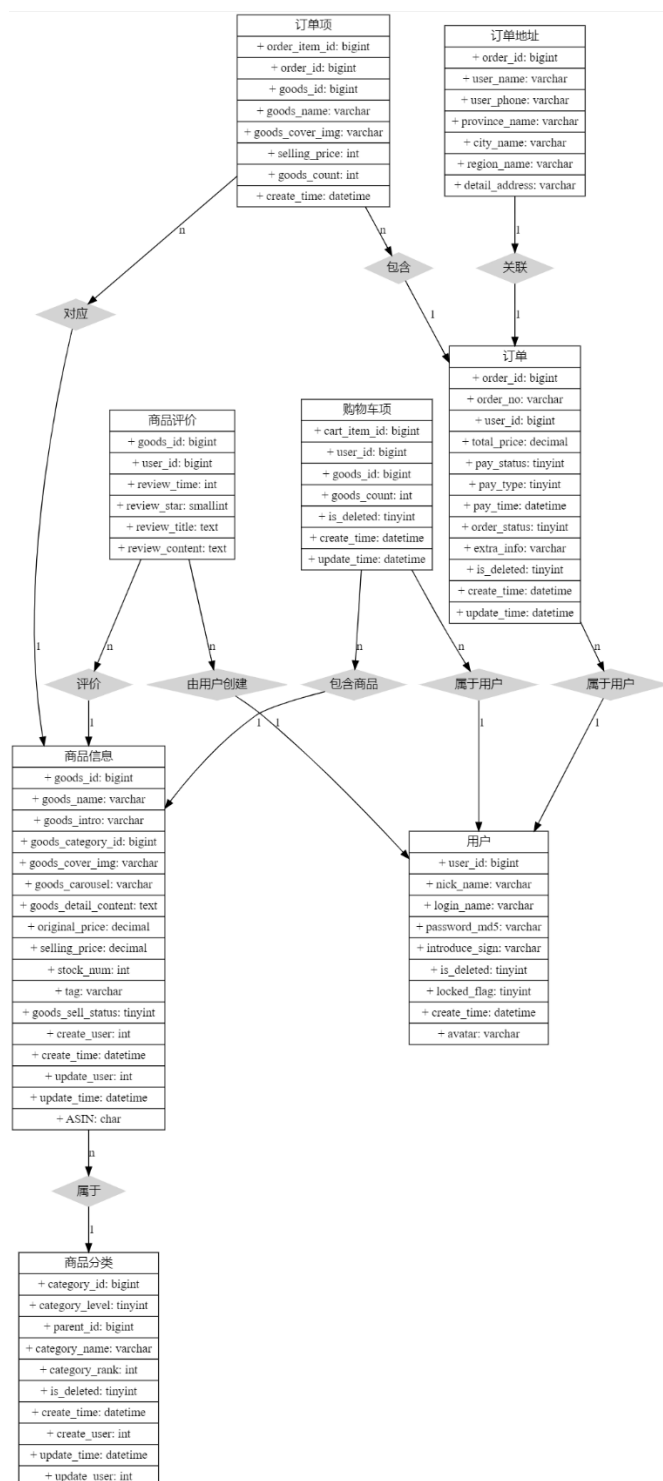 订单项
+ order_item_id: bigint
+ order_id: bigint
+ goods_id: bigint
+ goods_name: varchar
+ goods_cover_img: varchar
+ selling_price: int
+ goods_count: int
+ create_time: datetime
订单地址
+ order_id: bigint
+ user_name: varchar
+ user_phone: varchar
+ province_name: varchar
+ city_name: varchar
+ region_name: varchar
+ detail_address: varchar
n
n
1
对应
包含
关联
1
1
订单
+ order_id: bigint
+ order_no: varchar
+ user_id: bigint
+ total_price: decimal
+ pay_status: tinyint
+ pay_type: tinyint
+ pay_time: datetime
+ order_status: tinyint
+ extra_info: varchar
+ is_deleted: tinyint
+ create_time: datetime
+ update_time: datetime
商品评价
+ goods_id: bigint
+ user_id: bigint
+ review_time: int
+ review_star: smallint
+ review_title: text
+ review_content: text
购物车项
+ cart_item_id: bigint
+ user_id: bigint
+ goods_id: bigint
+ goods_count: int
+ is_deleted: tinyint
+ create_time: datetime
+ update_time: datetime
1
n
n
n
n
n
评价
由用户创建
包含商品
属于用户
属于用户
1
1
1
1
1
商品信息
+ goods_id: bigint
+ goods_name: varchar
+ goods_intro: varchar
+ goods_category_id: bigint
+ goods_cover_img: varchar
+ goods_carousel: varchar
+ goods_detail_content: text
+ original_price: decimal
+ selling_price: decimal
+ stock_num: int
+ tag: varchar
+ goods_sell_status: tinyint
+ create_user: int
+ create_time: datetime
+ update_user: int
+ update_time: datetime
+ ASIN: char
用户
+ user_id: bigint
+ nick_name: varchar
+ login_name: varchar
+ password_md5: varchar
+ introduce_sign: varchar
+ is_deleted: tinyint
+ locked_flag: tinyint
+ create_time: datetime
+ avatar: varchar
n
属于
1
商品分类
+ category_id: bigint
+ category_level: tinyint
+ parent_id: bigint
+ category_name: varchar
+ category_rank: int
+ is_deleted: tinyint
+ create_time: datetime
+ create_user: int
+ update_time: datetime
+ update_user: int